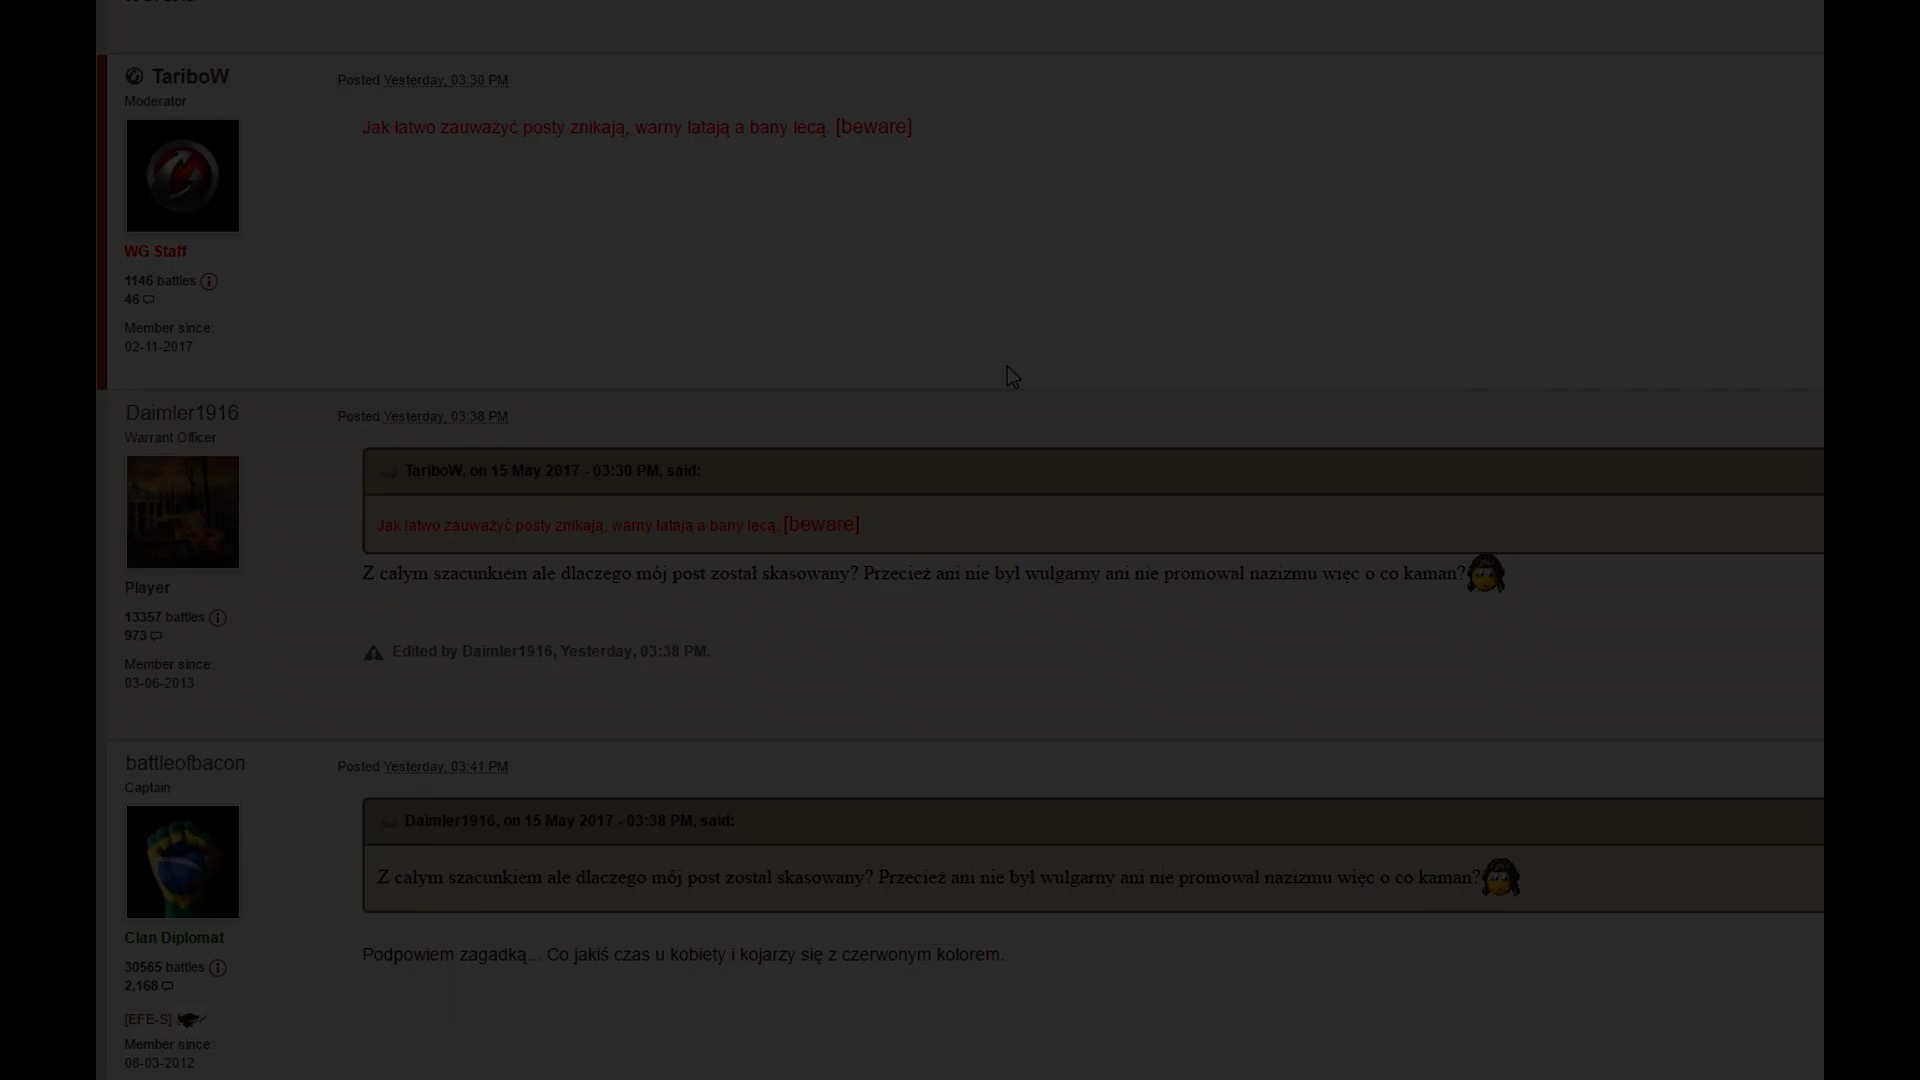 TariboW
Posted Yesterday, 03:30 PM
Moderator
Jak łatwo zauważyć posty znikają, warny latają a bany lecą. [beware]
WG Staff
1146 battles
46
Member since:
02-11-2017
Daimler1916
Posted Yesterday, 03:38 PM
Warrant Officer
TariboW, on 15 May 2017 - 03:30 PM, said:
Jak łatwo zauważyć posty znikają, warny latają a bany lecą. [beware]
Z całym szacunkiem ale dlaczego mój post został skasowany? Przecież ani nie był wulgarny ani nie promował nazizmu więc o co kaman?
Player
13357 battles
973
Edited by Daimler1916, Yesterday, 03:38 PM.
Member since:
03-06-2013
battleofbacon
Posted Yesterday, 03:41 PM
Captain
Daimler1916, on 15 May 2017 - 03:38 PM, said:
Z całym szacunkiem ale dlaczego mój post został skasowany? Przecież ani nie był wulgarny ani nie promował nazizmu więc o co kaman?
Clan Diplomat
Podpowiem zagadką... Co jakiś czas u kobiety i kojarzy się z czerwonym kolorem.
30565 battles
2,168
[EFE-S]
Member since:
08-03-2012